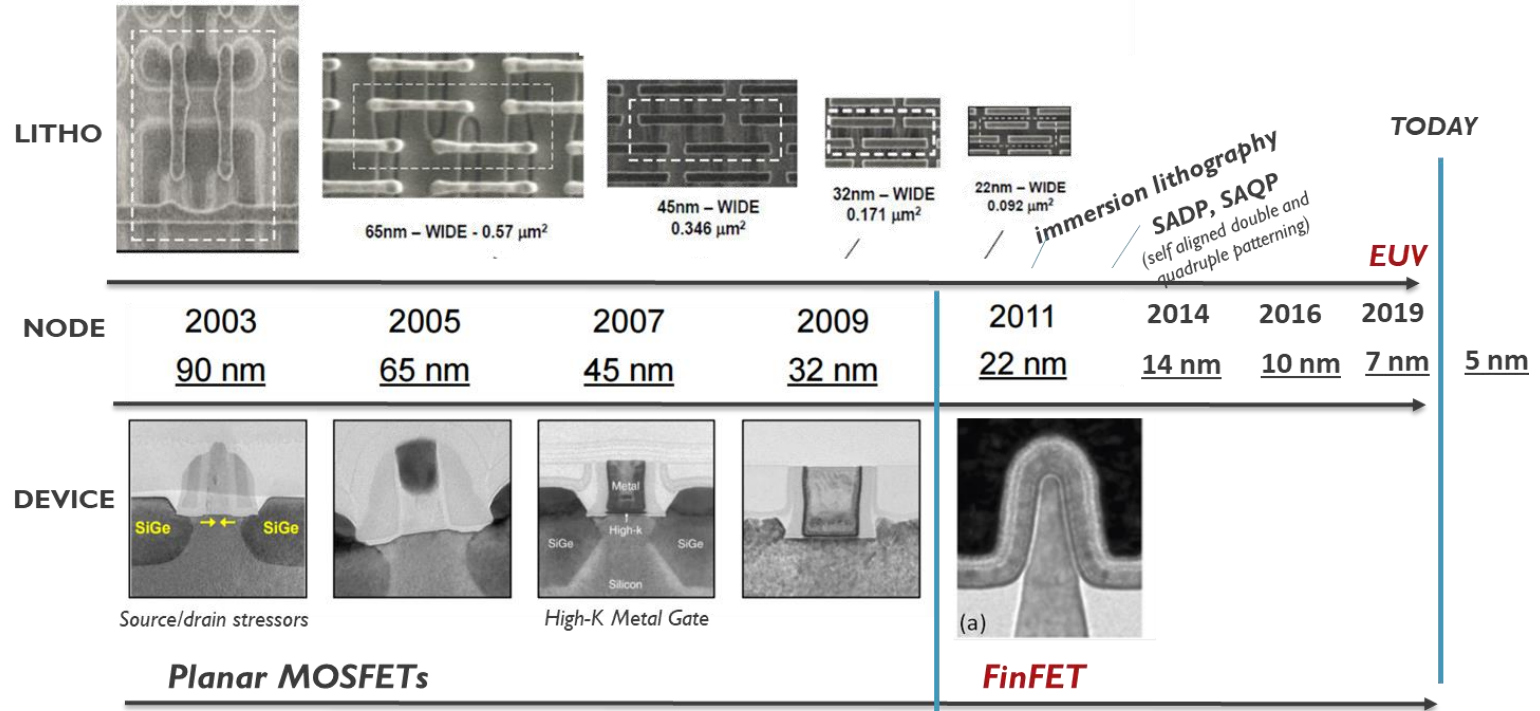 LITHO
65nm – WIDE - 0.57 μm²
45nm – WIDE
0.346 μm²
32nm – WIDE
0.171 μm²
22nm – WIDE
0.092 μm²
immersion lithography
SADP, SAQP
(self aligned double and
quadruple patterning)
TODAY
EUV
NODE
2003
2005
2007
2009
2011
2014
2016
2019
90 nm
65 nm
45 nm
32 nm
22 nm
14 nm
10 nm
7 nm
5 nm
DEVICE
SiGe
SiGe
Metal
High-k
SiGe
SiGe
Silicon
(a)
Source/drain stressors
High-K Metal Gate
Planar MOSFETs
FinFET